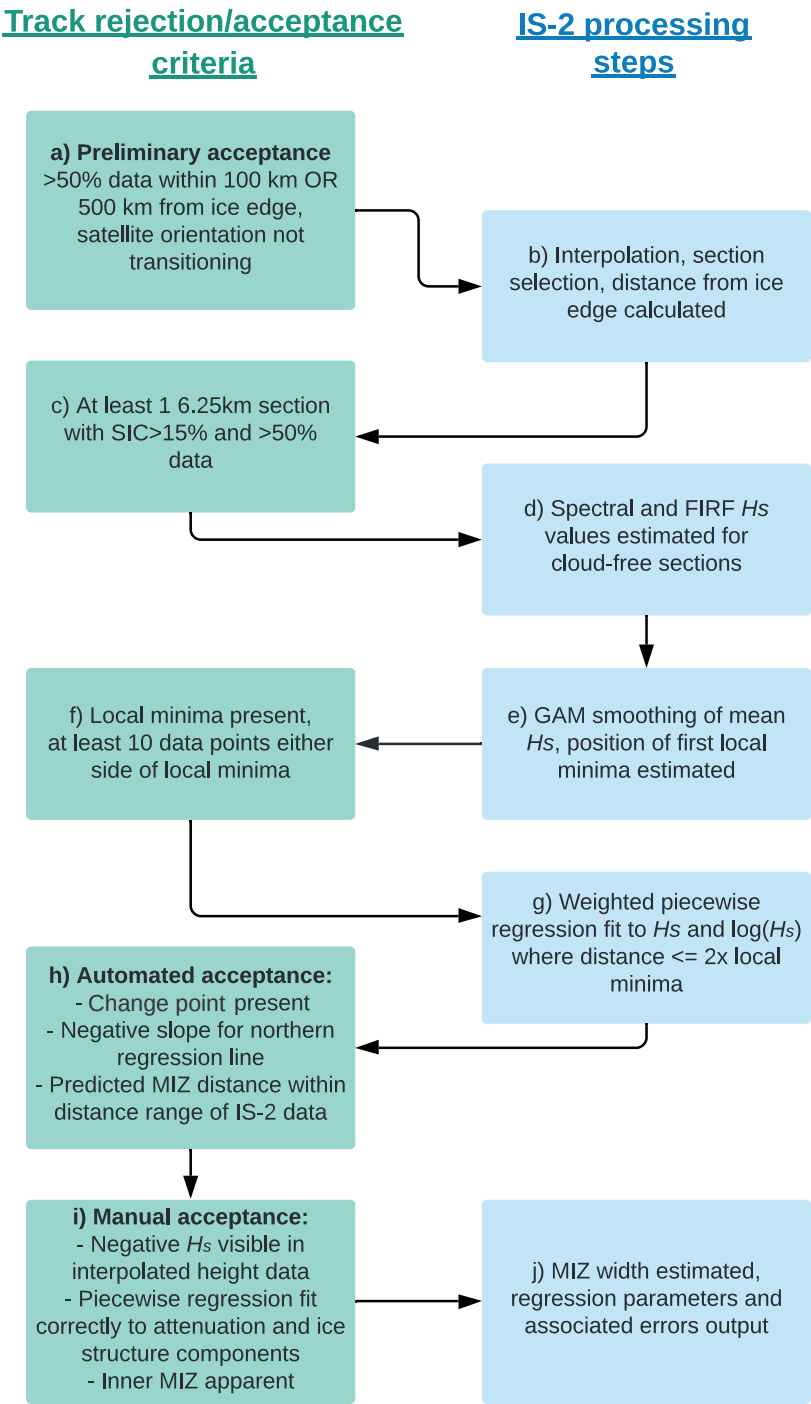 Track rejection/acceptance
criteria
IS-2 processing
steps
a) Preliminary acceptance
>50% data within 100 km OR
500 km from ice edge,
satellite orientation not
transitioning
b) Interpolation, section
selection, distance from ice
edge calculated
c) At least 1 6.25km section
with SIC>15% and >50%
data
d) Spectral and FIRF Hs
values estimated for
cloud-free sections
e) GAM smoothing of mean
Hs, position of first local
minima estimated
f) Local minima present,
at least 10 data points either
side of local minima
g) Weighted piecewise
regression fit to Hs and log(Hs)
where distance <= 2x local
minima
h) Automated acceptance:
- Change point present
- Negative slope for northern
regression line
- Predicted MIZ distance within
distance range of IS-2 data
i) Manual acceptance:
- Negative Hs visible in
interpolated height data
- Piecewise regression fit
correctly to attenuation and ice
structure components
- Inner MIZ apparent
j) MIZ width estimated,
regression parameters and
associated errors output